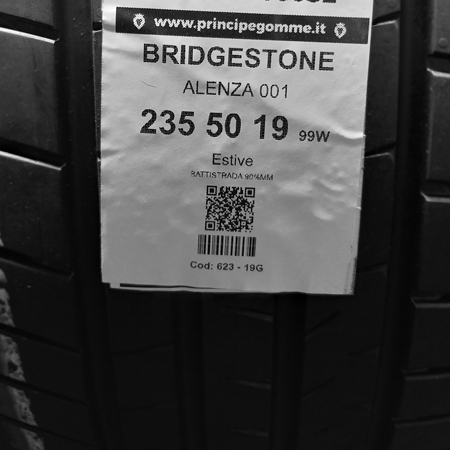 www.principegomme.it
BRIDGESTONE
ALENZA 001
235 50 19 99W
Estive
BATTISTRADA 90%MM
Cod: 623 - 19G